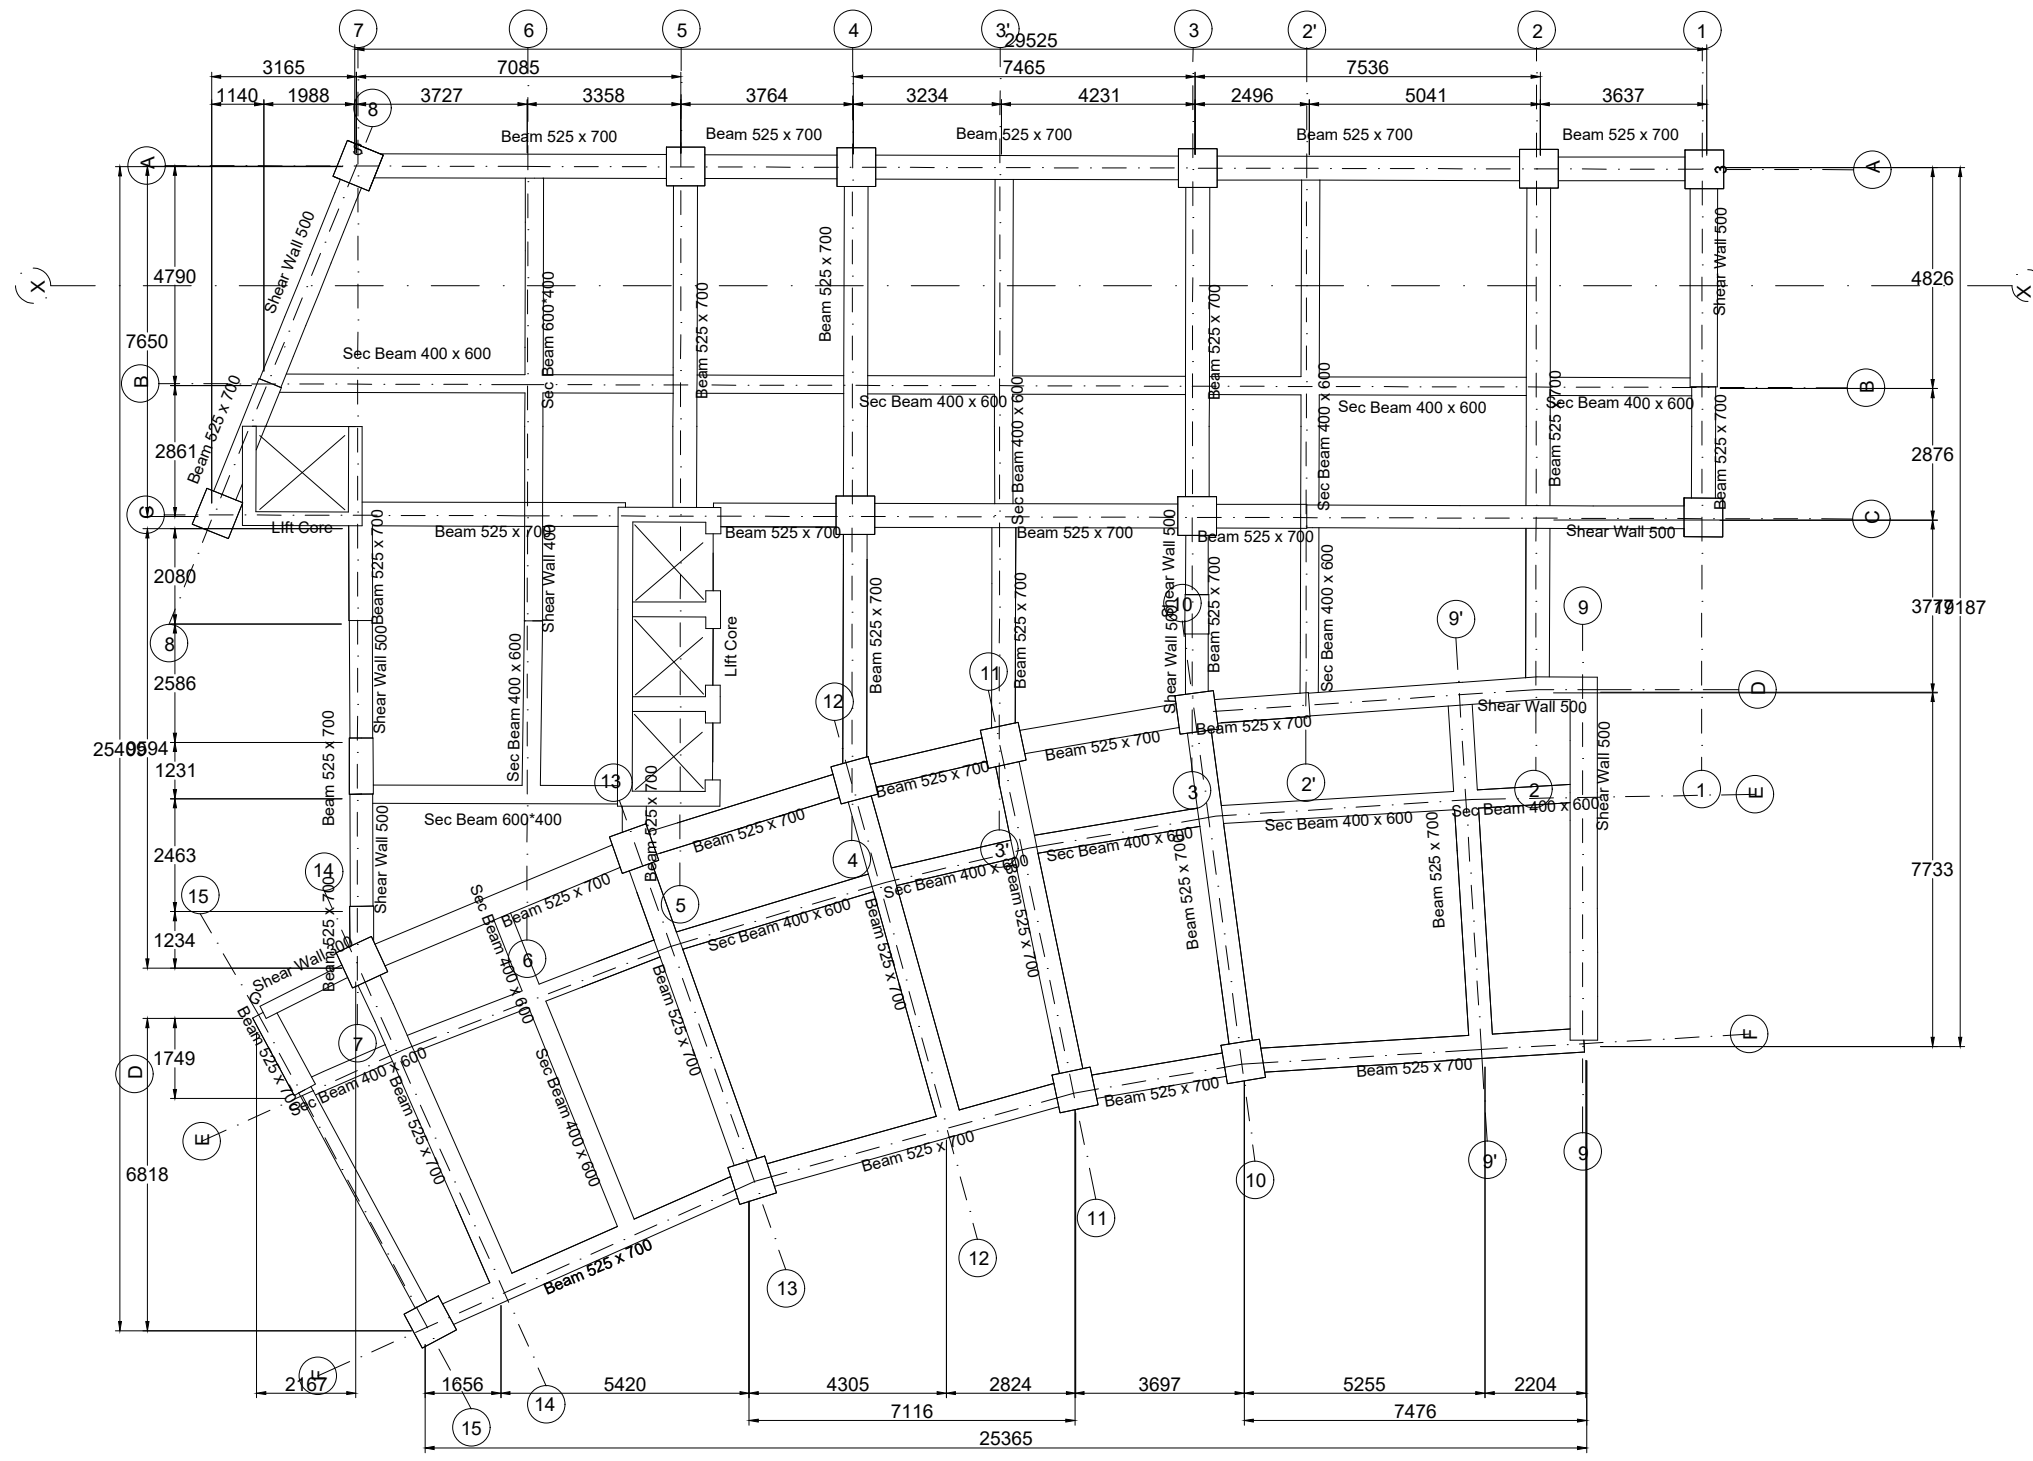 7 6 5 4 3' 3 2' 2 1
29525
3165 7085 7465 7536
1140 1988 3727 3358 3764 3234 4231 2496 5041 3637
8
Beam 525 x 700 Beam 525 x 700 Beam 525 x 700 Beam 525 x 700 Beam 525 x 700
A 3 A
Shear Wall 500
Shear Wall 500
4790
4826
X X
Beam 525 x 700
Sec Beam 600*400
Beam 525 x 700
Beam 525 x 700
7650
Sec Beam 400 x 600
B B
Beam 525 x 700
Sec Beam 400 x 600
Sec Beam 400 x 600
Sec Beam 400 x 600
Sec Beam 400 x 600
Sec Beam 400 x 600
Beam 525 x 700
Beam 525 x 700
2861
2876
C C
LIft Core
Beam 525 x 700
Beam 525 x 700
Beam 525 x 700
Beam 525 x 700
Shear Wall 500
Beam 525 x 700
Shear Wall 400
Shear Wall 500
Beam 525 x 700
Sec Beam 400 x 600
2080
Beam 525 x 700
Beam 525 x 700
10
9'
9
19187
8
LIft Core
Shear Wall 500
Shear Wall 500
Sec Beam 400 x 600
11
12
2586
D
Shear Wall 500
Beam 525 x 700
Beam 525 x 700
Beam 525 x 700
Shear Wall 500
25405
9594
1231
Beam 525 x 700
13
Beam 525 x 700
Beam 525 x 700
3
2'
2
1
E
Sec Beam 600*400
Shear Wall 500
Beam 525 x 700
Sec Beam 400 x 600
Sec Beam 400 x 600
2463
14
15
4
3'
Sec Beam 400 x 600
Sec Beam 400 x 600
Beam 525 x 700
Beam 525 x 700
7733
5
Beam 525 x 700
Sec Beam 400 x 600
Sec Beam 400 x 600
Beam 525 x 700
Beam 525 x 700
1234
6
Beam 525 x 700
Beam 525 x 700
C
Beam 525 x 700
Beam 525 x 700
7
F
1749
D
Sec Beam 400 x 600
Beam 525 x 700
Sec Beam 400 x 600
Beam 525 x 700
Beam 525 x 700
E
Beam 525 x 700
9'
9
6818
10
11
12
13
Beam 525 x 700
F
2167 1656 5420 4305 2824 3697 5255 2204
14
7116 7476
15
25365